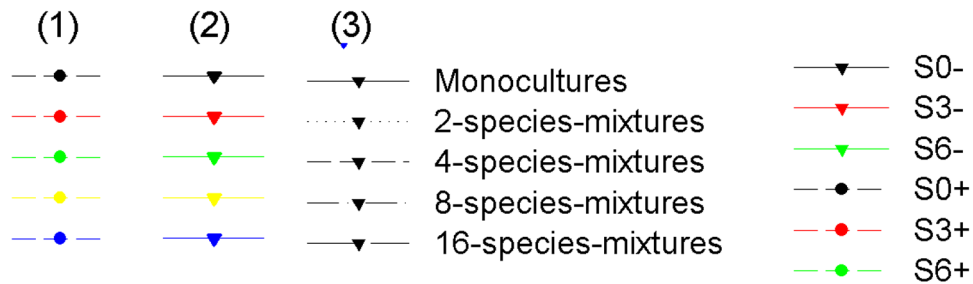 (1) (2) (3)
Monocultures
2-species-mixtures
4-species-mixtures
8-species-mixtures
16-species-mixtures
S0-
S3-
S6-
S0+
S3+
S6+